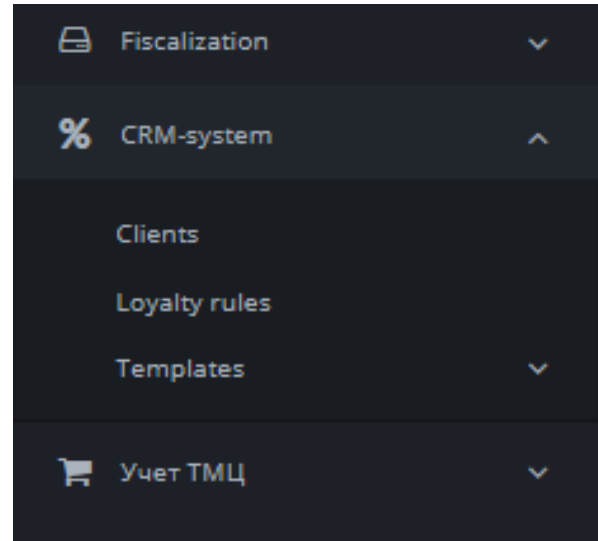 Fiscalization
CRM-system
Clients
Loyalty rules
Templates
Учет ТМЦ